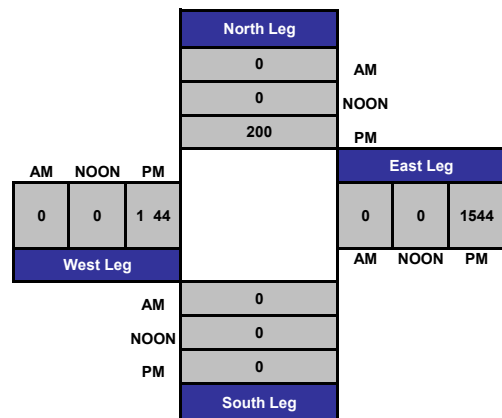 North Leg
0
AM
0
NOON
200
PM
AM NOON PM
East Leg
0 0 1 44
0 0 1544
West Leg
AM NOON PM
AM
0
NOON
0
PM
0
South Leg